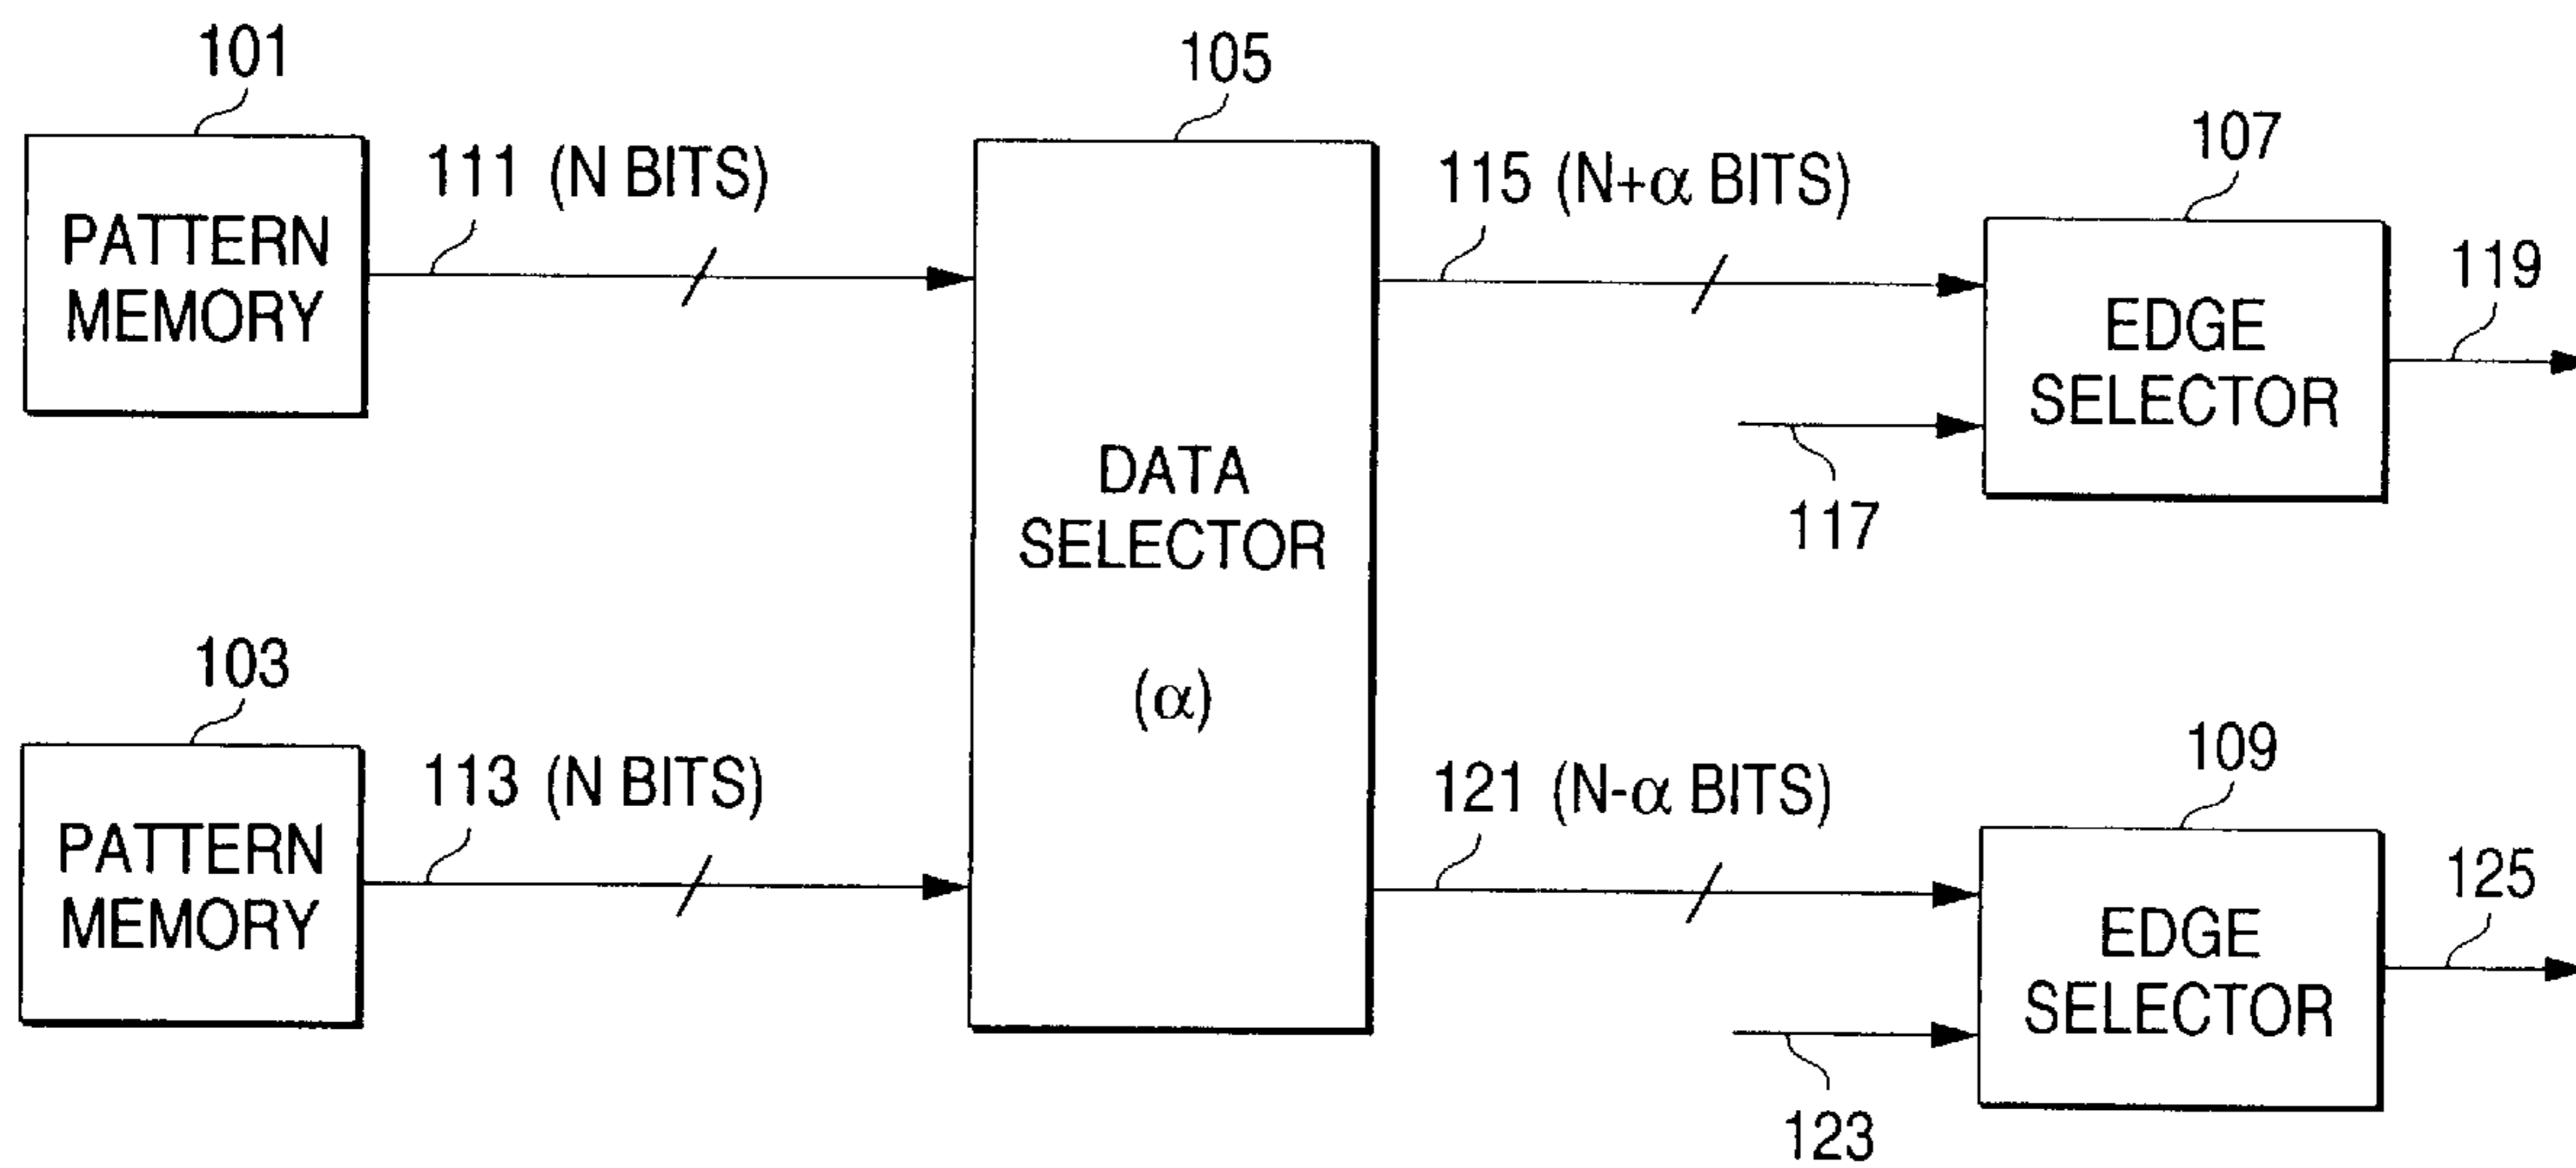 101
PATTERN
MEMORY
111 (N BITS)
105
DATA
SELECTOR
(α)
115 (N+α BITS)
107
EDGE
SELECTOR
117
119
103
PATTERN
MEMORY
113 (N BITS)
121 (N-α BITS)
109
EDGE
SELECTOR
123
125